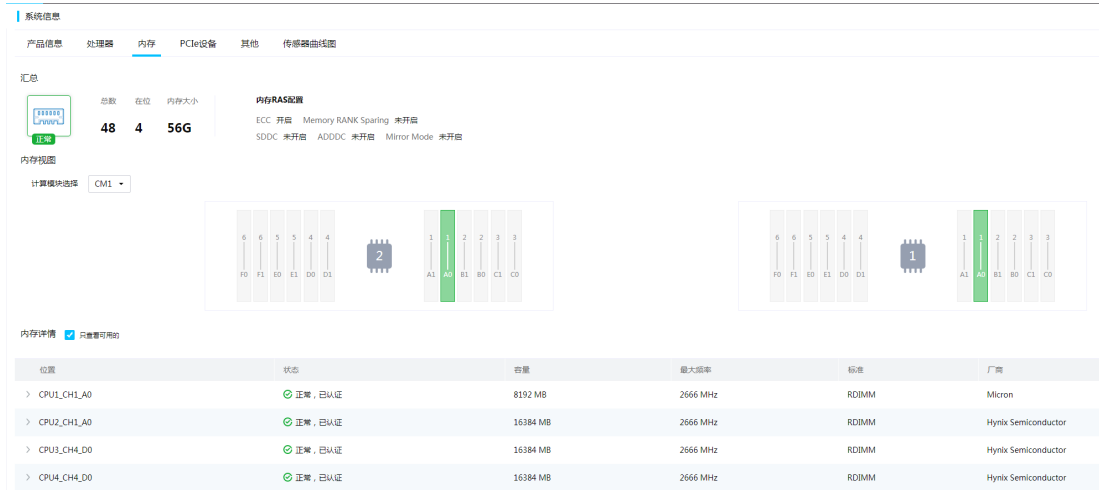 系统信息
产品信息 处理器 内存 PCIe设备 其他 传感器曲线图
汇总
总数 在位 内存大小
48 4 56G
正常
内存RAS配置
ECC 开启 Memory RANK Sparing 未开启
SDDC 未开启 ADDDC 未开启 Mirror Mode 未开启
内存视图
计算模块选择 CM1
6 6 5 5 4 4
F0 F1 E0 E1 D0 D1
2
1 1 2 2 3 3
A1 A0 B1 B0 C1 C0
6 6 5 5 4 4
F0 F1 E0 E1 D0 D1
1
1 1 2 2 3 3
A1 A0 B1 B0 C1 C0
内存详情 只查看可用的
位置 状态 容量 最大频率 标准 厂商
CPU1_CH1_A0 正常，已认证 8192 MB 2666 MHz RDIMM Micron
CPU2_CH1_A0 正常，已认证 16384 MB 2666 MHz RDIMM Hynix Semiconductor
CPU3_CH4_D0 正常，已认证 16384 MB 2666 MHz RDIMM Hynix Semiconductor
CPU4_CH4_D0 正常，已认证 16384 MB 2666 MHz RDIMM Hynix Semiconductor